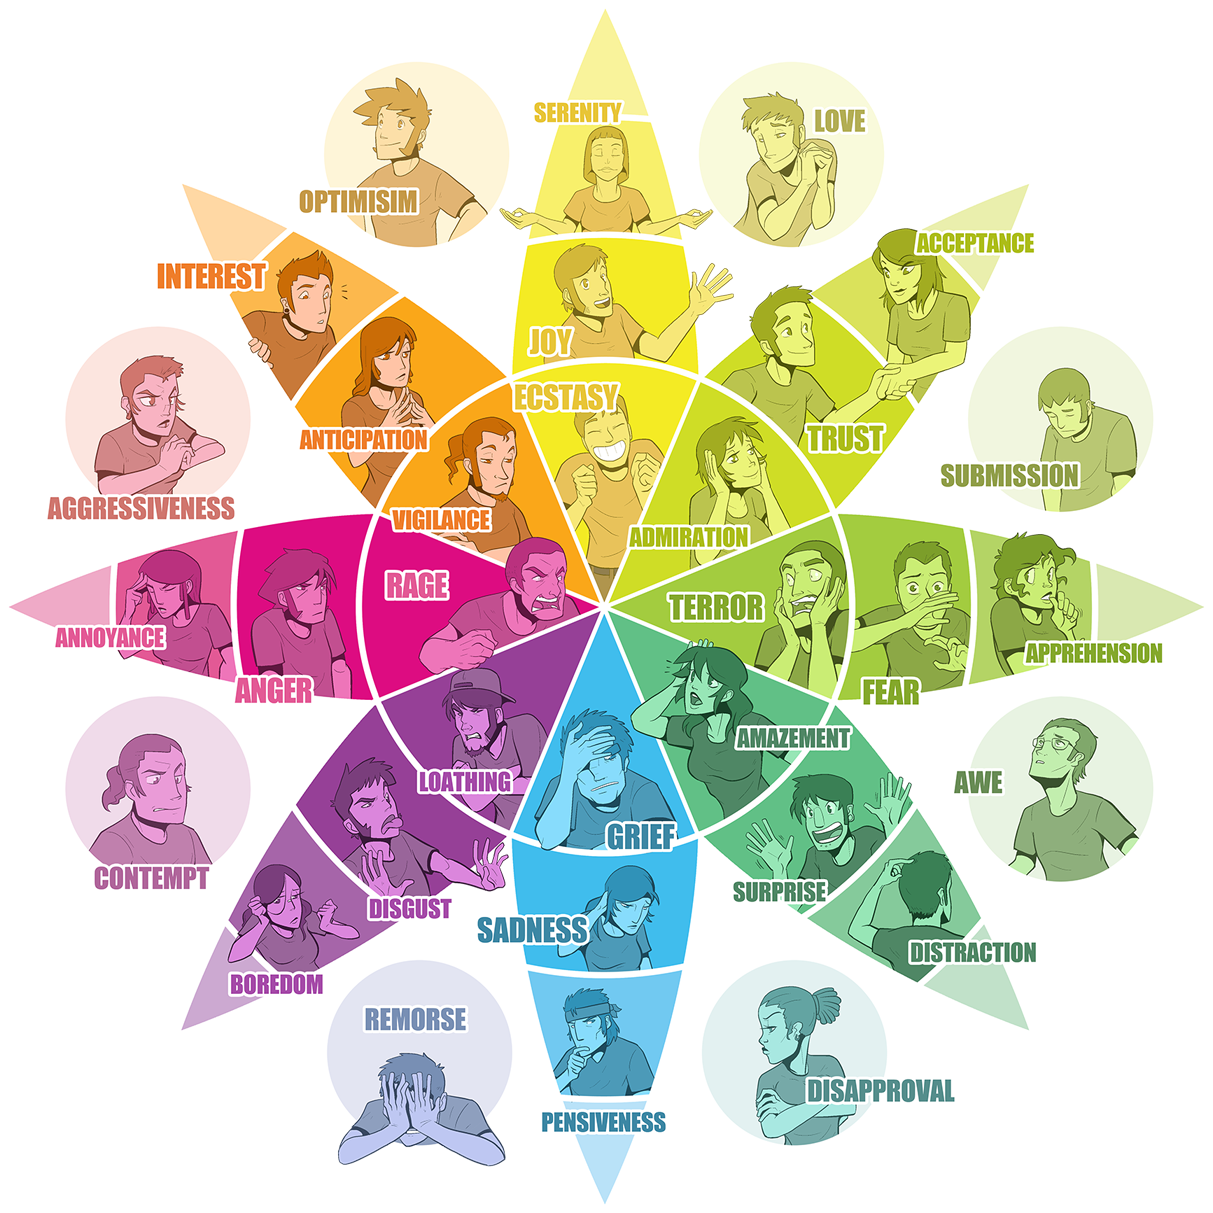 SERENITY
LOVE
OPTIMISIM
ACCEPTANCE
INTEREST
JOY
ECSTASY
ANTICIPATION
TRUST
SUBMISSION
AGGRESSIVENESS
VIGILANCE
ADMIRATION
RAGE
TERROR
ANNOYANCE
APPREHENSION
ANGER
FEAR
AMAZEMENT
LOATHING
AWE
GRIEF
CONTEMPT
SURPRISE
DISGUST
SADNESS
DISTRACTION
BOREDOM
REMORSE
DISAPPROVAL
PENSIVENESS